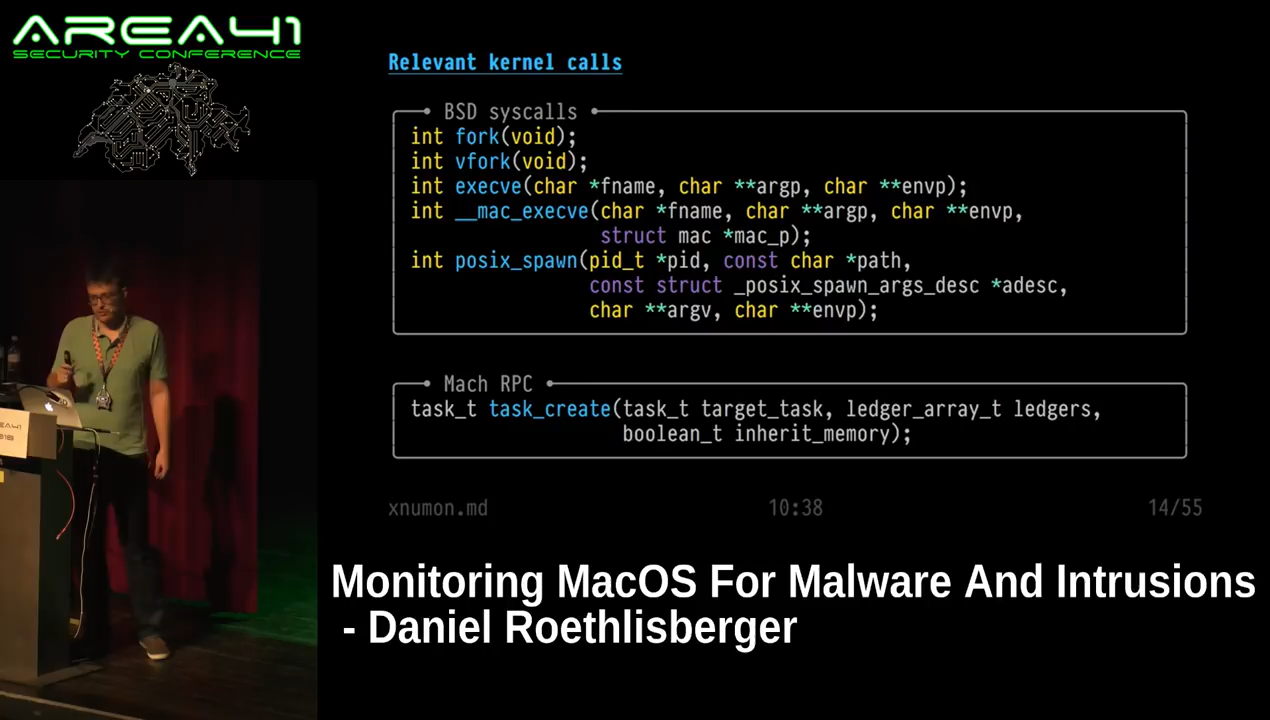 AREA41
SECURITY CONFERENCE
Relevant kernel calls
BSD syscalls
int fork(void);
int vfork(void);
int execve(char *fname, char **argp, char **envp);
int __mac_execve(char *fname, char **argp, char **envp,
struct mac *mac_p);
int posix_spawn(pid_t *pid, const char *path,
const struct _posix_spawn_args_desc *adesc,
char **argv, char **envp);
Mach RPC
task_t task_create(task_t target_task, ledger_array_t ledgers,
boolean_t inherit_memory);
xnumon.md 10:38 14/55
Monitoring MacOS For Malware And Intrusions
- Daniel Roethlisberger